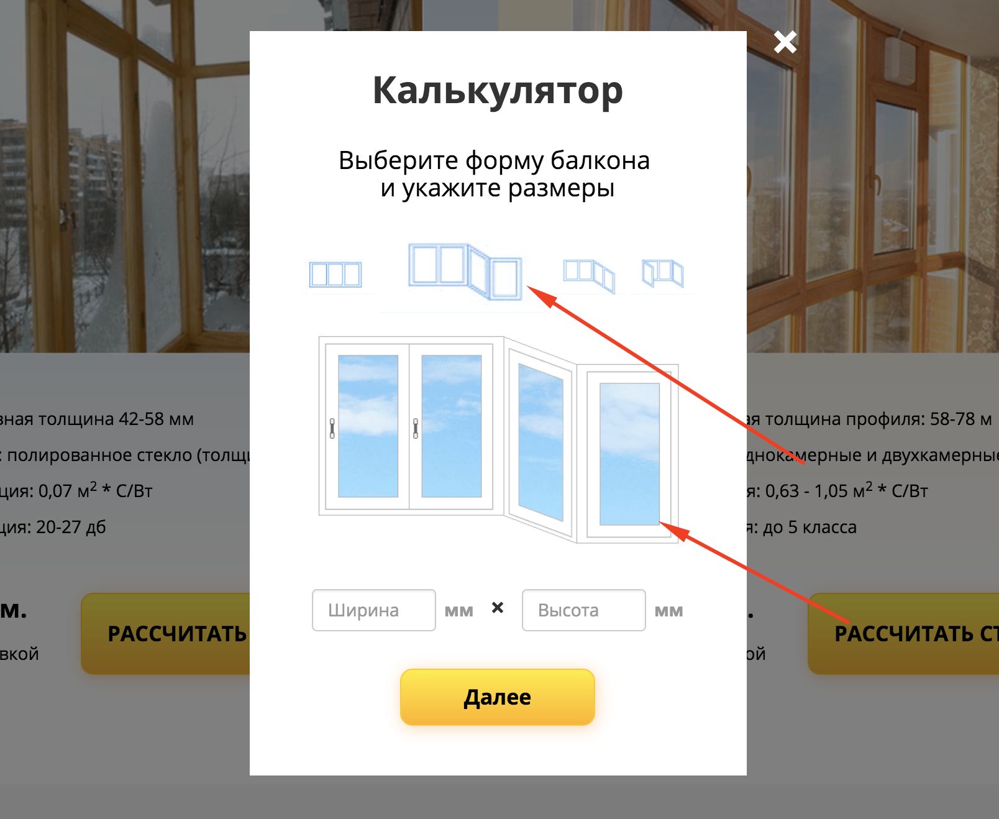 Калькулятор
Выберите форму балкона
и укажите размеры
вная толщина 42-58 мм
: полированное стекло (толщи
ция: 0,07 м² * С/Вт
ция: 20-27 дб
м.
вкой
РАССЧИТАТЬ
ая толщина профиля: 58-78 м
днокамерные и двухкамерные
я: 0,63 - 1,05 м² * С/Вт
я: до 5 класса
.
ой
РАССЧИТАТЬ СТ
Ширина мм × Высота мм
Далее